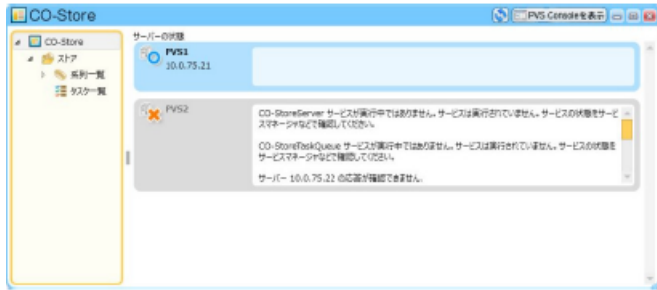 CO-Store
PVS Consoleを表示
CO-Store
ストア
系列一覧
タスク一覧
サーバーの状態
PVS1
10.0.75.21
PVS2
CO-StoreServer サービスが実行中ではありません。サービスは実行されていません。サービスの状態をサービスマネージャなどで確認してください。
CO-StoreTaskQueue サービスが実行中ではありません。サービスは実行されていません。サービスの状態をサービスマネージャなどで確認してください。
サーバー 10.0.75.22 の応答が確認できません。